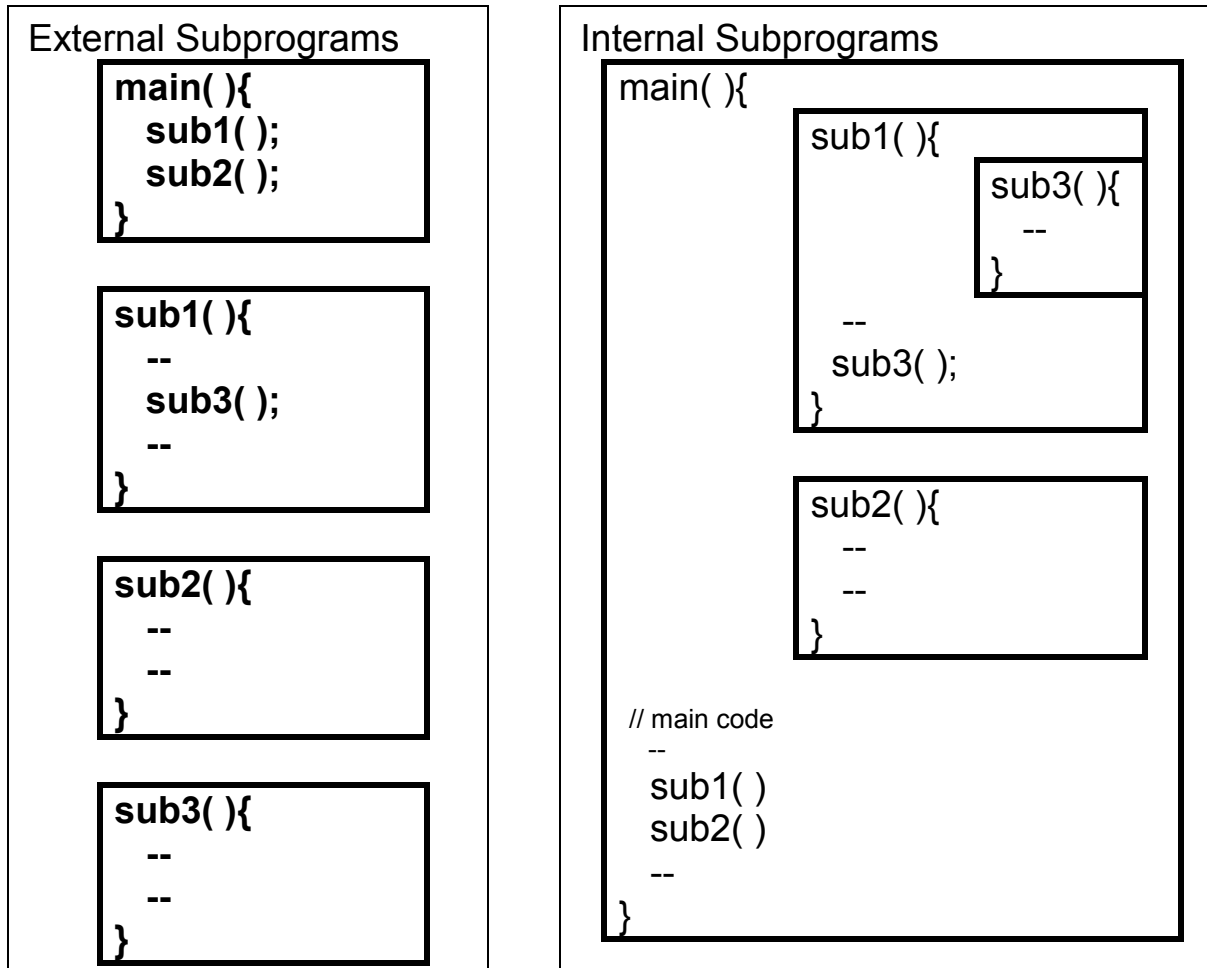 External Subprograms
main( ){
sub1( );
sub2( );
}
sub1( ){
--
sub3( );
--
}
sub2( ){
--
--
}
sub3( ){
--
--
}
Internal Subprograms
main( ){
sub1( ){
sub3( ){
--
}
--
sub3( );
}
sub2( ){
--
--
}
// main code
--
sub1( )
sub2( )
--
}